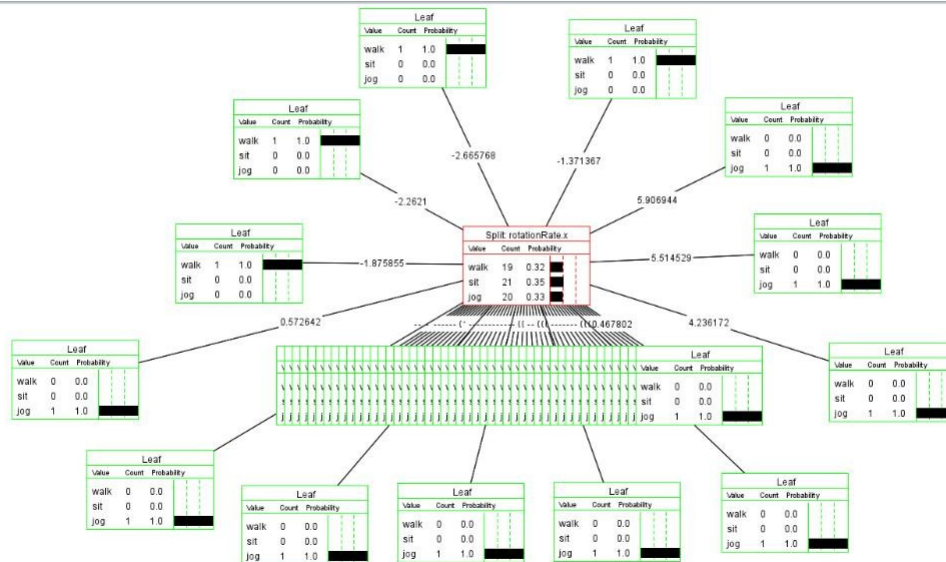 Leaf
Value Count Probability
walk 1 1.0
sit 0 0.0
jog 0 0.0
Leaf
Value Count Probability
walk 1 1.0
sit 0 0.0
jog 0 0.0
Leaf
Value Count Probability
walk 1 1.0
sit 0 0.0
jog 0 0.0
Leaf
Value Count Probability
walk 0 0.0
sit 0 0.0
jog 1 1.0
-2.665768
-1.371367
-2.2621
5.906944
Leaf
Value Count Probability
walk 1 1.0
sit 0 0.0
jog 0 0.0
-1.875855
Split: rotationRate.x
Value Count Probability
walk 19 0.32
sit 21 0.35
jog 20 0.33
5.514529
Leaf
Value Count Probability
walk 0 0.0
sit 0 0.0
jog 1 1.0
0.572642
0.467802
4.236172
Leaf
Value Count Probability
walk 0 0.0
sit 0 0.0
jog 1 1.0
Leaf
Value Count Probability
walk 0 0.0
sit 0 0.0
jog 1 1.0
Leaf
Value Count Probability
walk 0 0.0
sit 0 0.0
jog 1 1.0
Leaf
Value Count Probability
walk 0 0.0
sit 0 0.0
jog 1 1.0
Leaf
Value Count Probability
walk 0 0.0
sit 0 0.0
jog 1 1.0
Leaf
Value Count Probability
walk 0 0.0
sit 0 0.0
jog 1 1.0
Leaf
Value Count Probability
walk 0 0.0
sit 0 0.0
jog 1 1.0
Leaf
Value Count Probability
walk 0 0.0
sit 0 0.0
jog 1 1.0